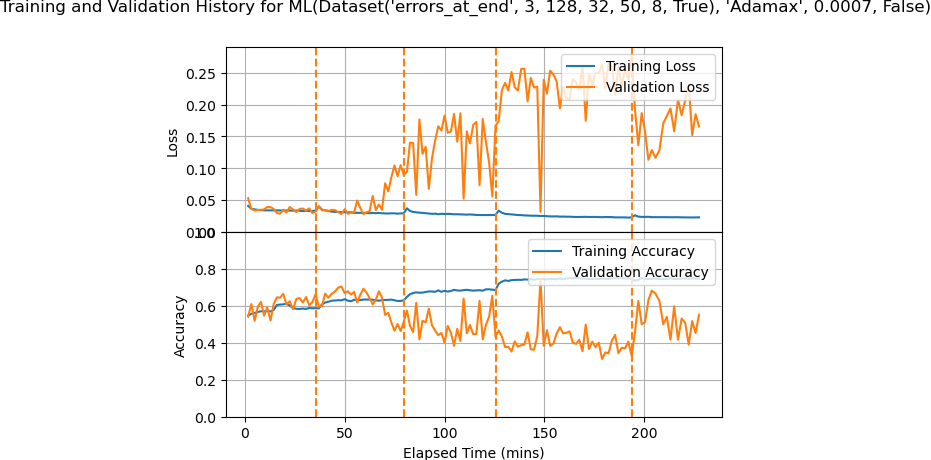 Training and Validation History for ML(Dataset('errors_at_end', 3, 128, 32, 50, 8, True), 'Adamax', 0.0007, False)
Training Loss
Validation Loss
0.25
0.20
0.15
0.10
0.05
0.00
Loss
Training Accuracy
Validation Accuracy
1.0
0.8
0.6
0.4
0.2
0.0
Accuracy
0 50 100 150 200
Elapsed Time (mins)